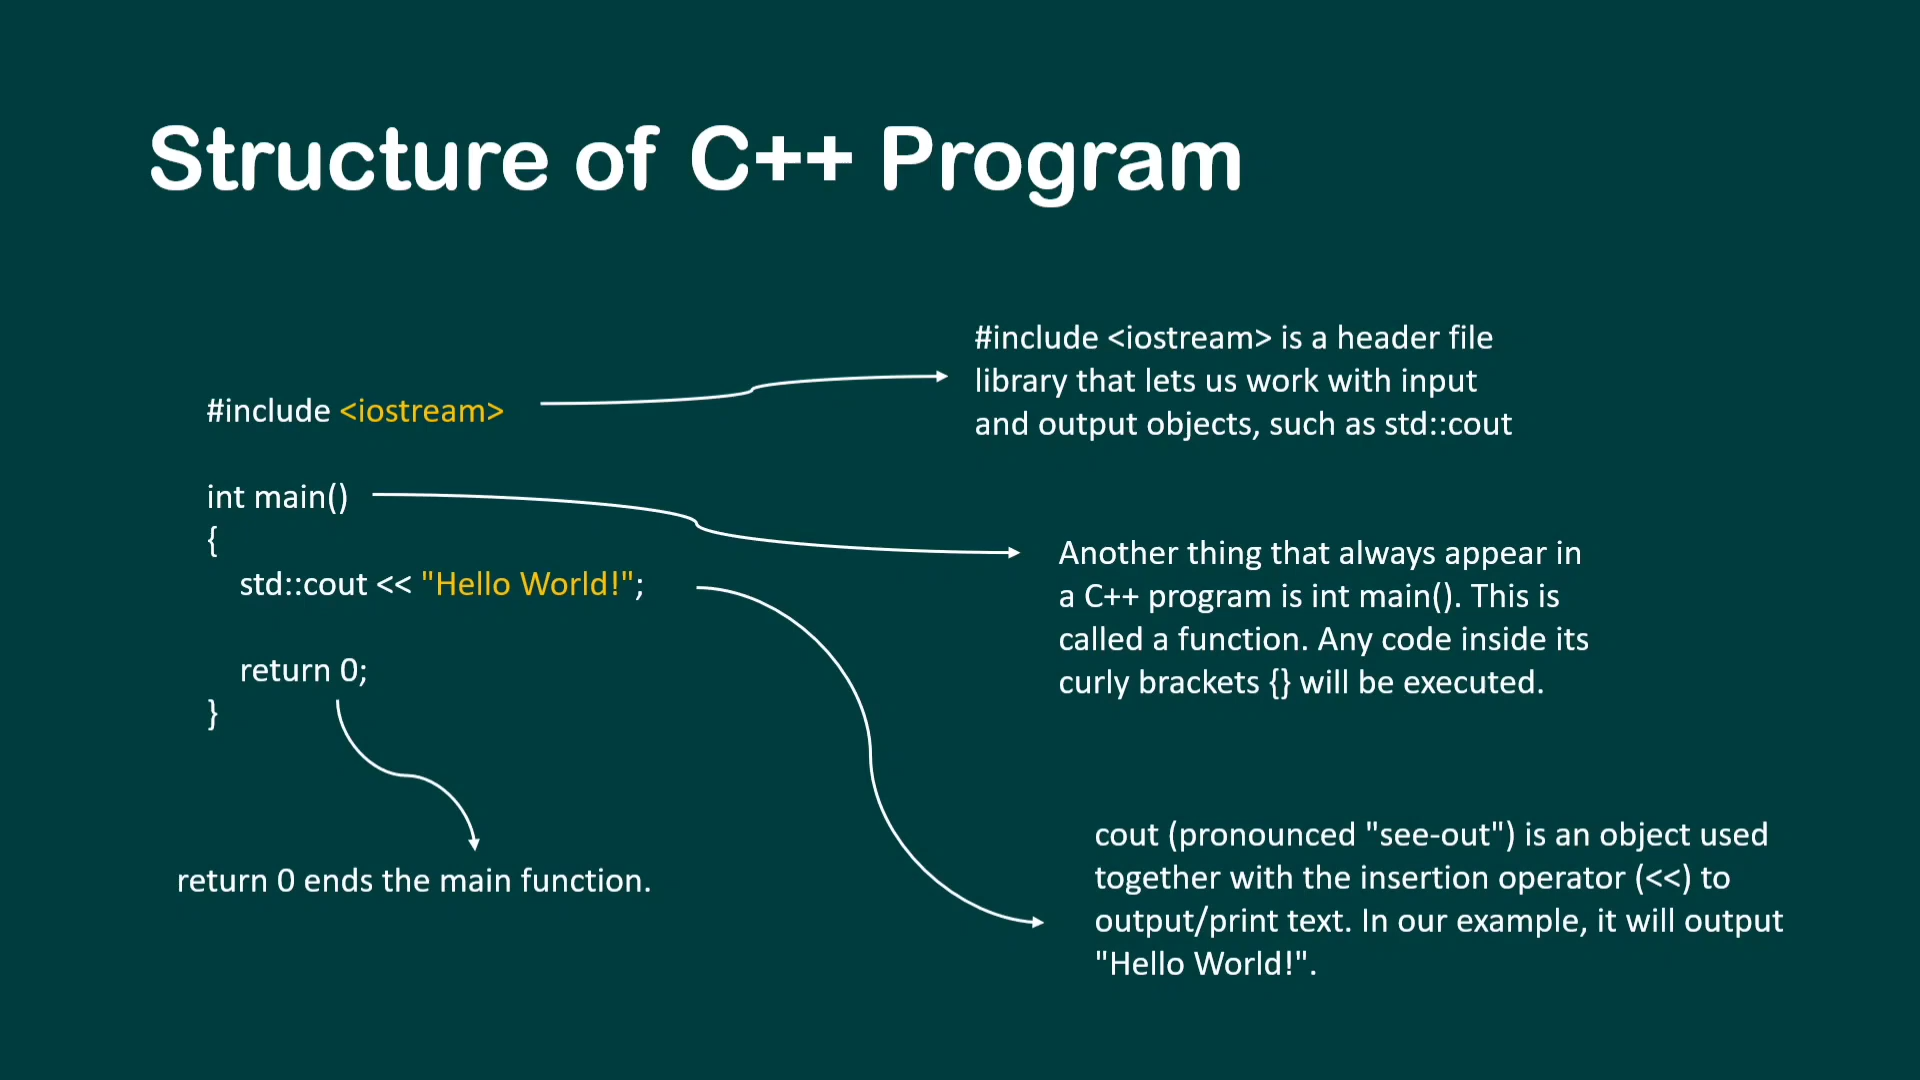 Structure of C++ Program
#include <iostream>
int main()
{
std::cout << "Hello World!";
return 0;
}
return 0 ends the main function.
#include <iostream> is a header file
library that lets us work with input
and output objects, such as std::cout
Another thing that always appear in
a C++ program is int main(). This is
called a function. Any code inside its
curly brackets {} will be executed.
cout (pronounced "see-out") is an object used
together with the insertion operator (<<) to
output/print text. In our example, it will output
"Hello World!".